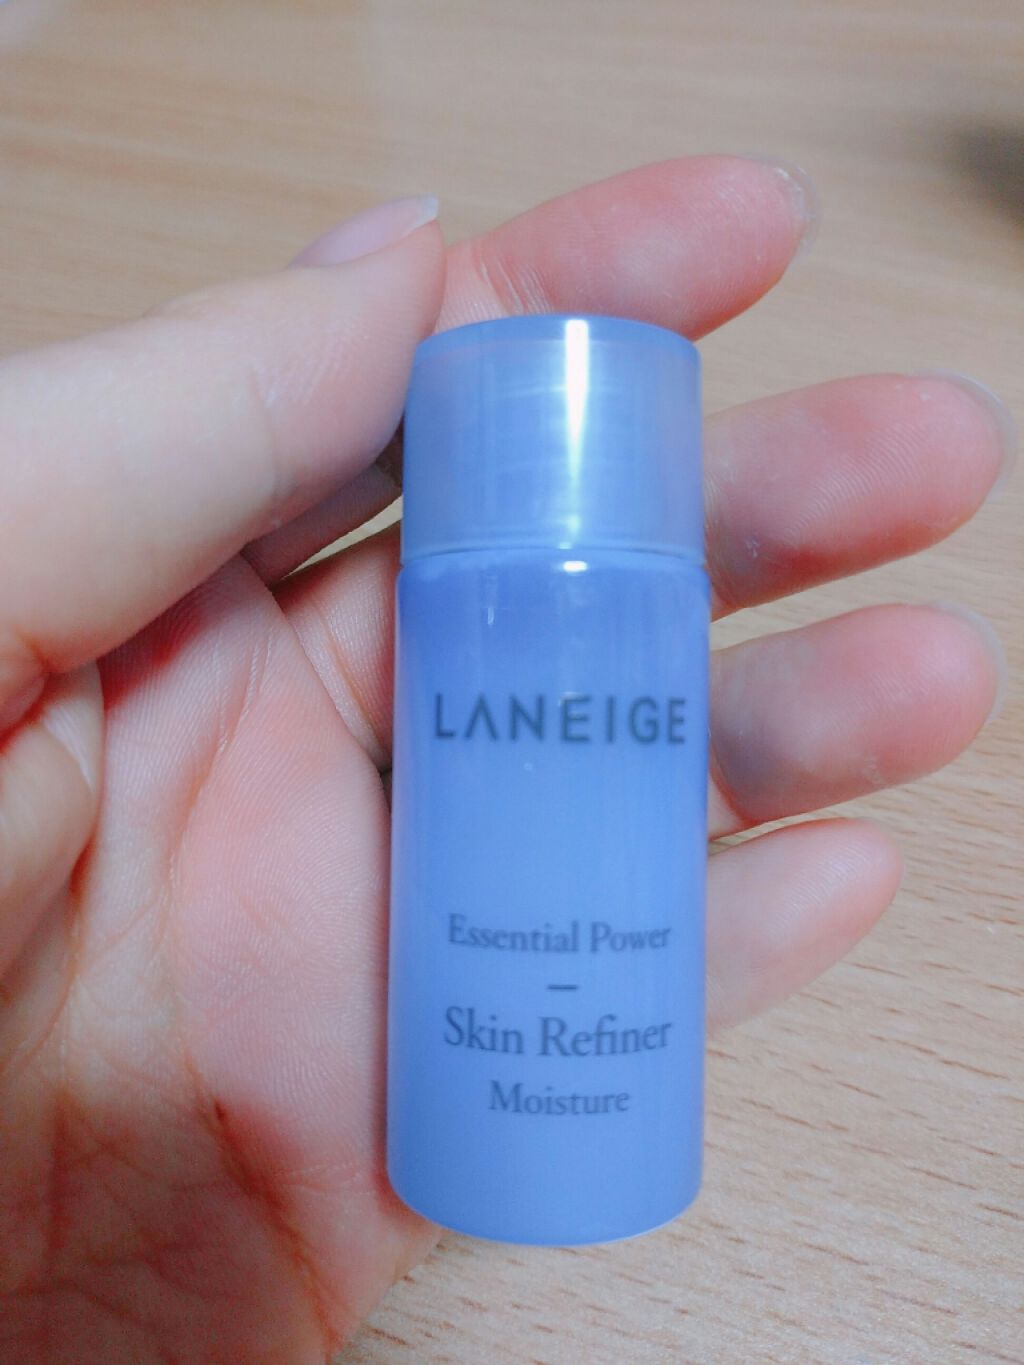 LANEIGE
Essential Power
—
Skin Refiner
Moisture